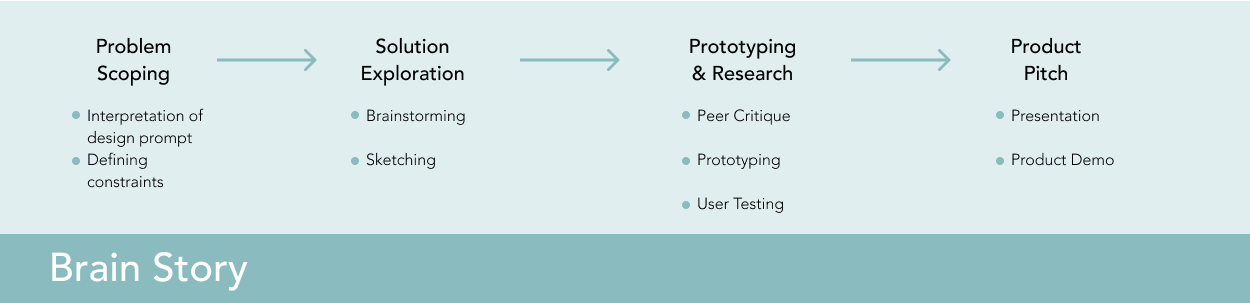 Problem
Scoping
Interpretation of
design prompt
Defining
constraints
Solution
Exploration
Brainstorming
Sketching
Prototyping
& Research
Peer Critique
Prototyping
User Testing
Product
Pitch
Presentation
Product Demo
Brain Story